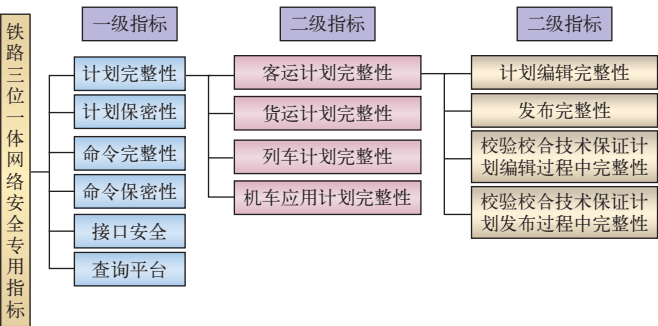 一级指标
二级指标
二级指标
铁路三位一体网络安全专用指标
计划完整性
计划保密性
命令完整性
命令保密性
接口安全
查询平台
客运计划完整性
货运计划完整性
列车计划完整性
机车应用计划完整性
计划编辑完整性
发布完整性
校验校合技术保证计
划编辑过程中完整性
校验校合技术保证计
划发布过程中完整性